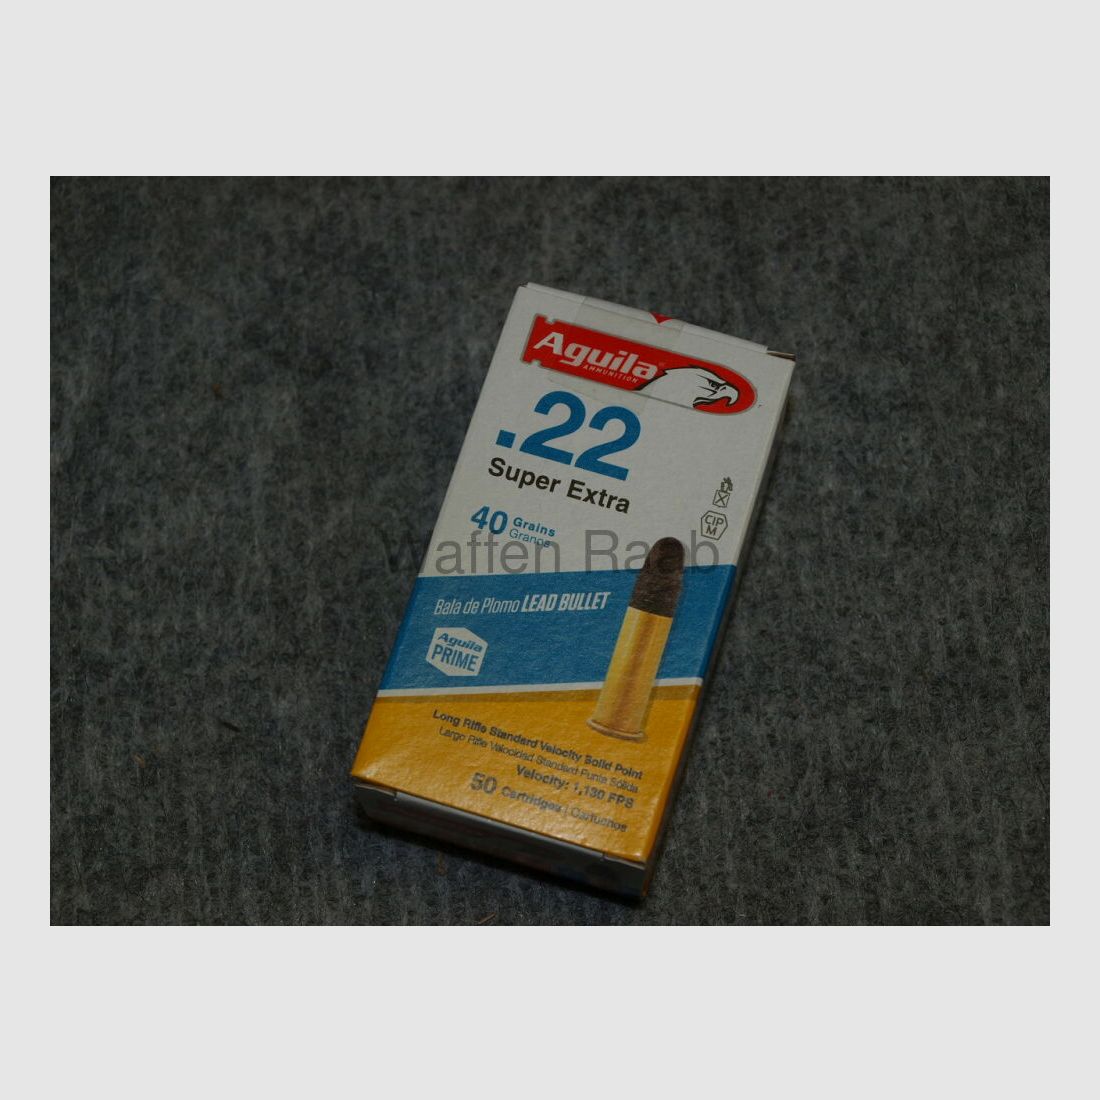 Aguila
AMMUNITION
.22
Super Extra
40 Grains
Granos
CIP
M
Waffen Raab
Bala de Plomo LEAD BULLET
Aguila
PRIME
Long Rifle Standard Velocity Solid Point
Largo Rifle Velocidad Standard Punta Sólida
Velocity: 1,130 FPS
50 Cartridges | Cartuchos